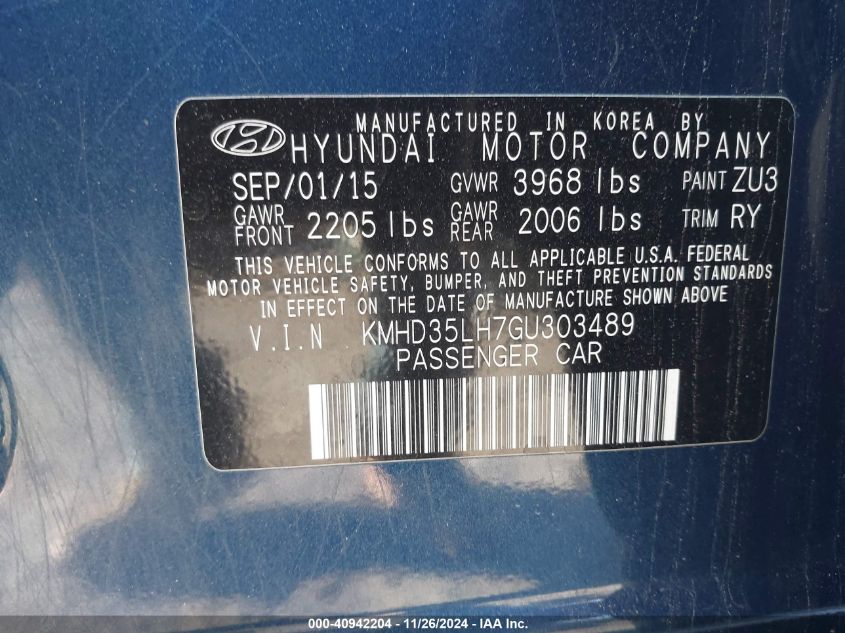 MANUFACTURED IN KOREA BY
HYUNDAI MOTOR COMPANY
SEP/01/15 GVWR 3968 lbs PAINT ZU3
GAWR FRONT 2205 lbs GAWR REAR 2006 lbs TRIM RY
THIS VEHICLE CONFORMS TO ALL APPLICABLE U.S.A. FEDERAL
MOTOR VEHICLE SAFETY, BUMPER, AND THEFT PREVENTION STANDARDS
IN EFFECT ON THE DATE OF MANUFACTURE SHOWN ABOVE
V.I.N KMHD35LH7GU303489
PASSENGER CAR
000-40942204 - 11/26/2024 - IAAI.COM